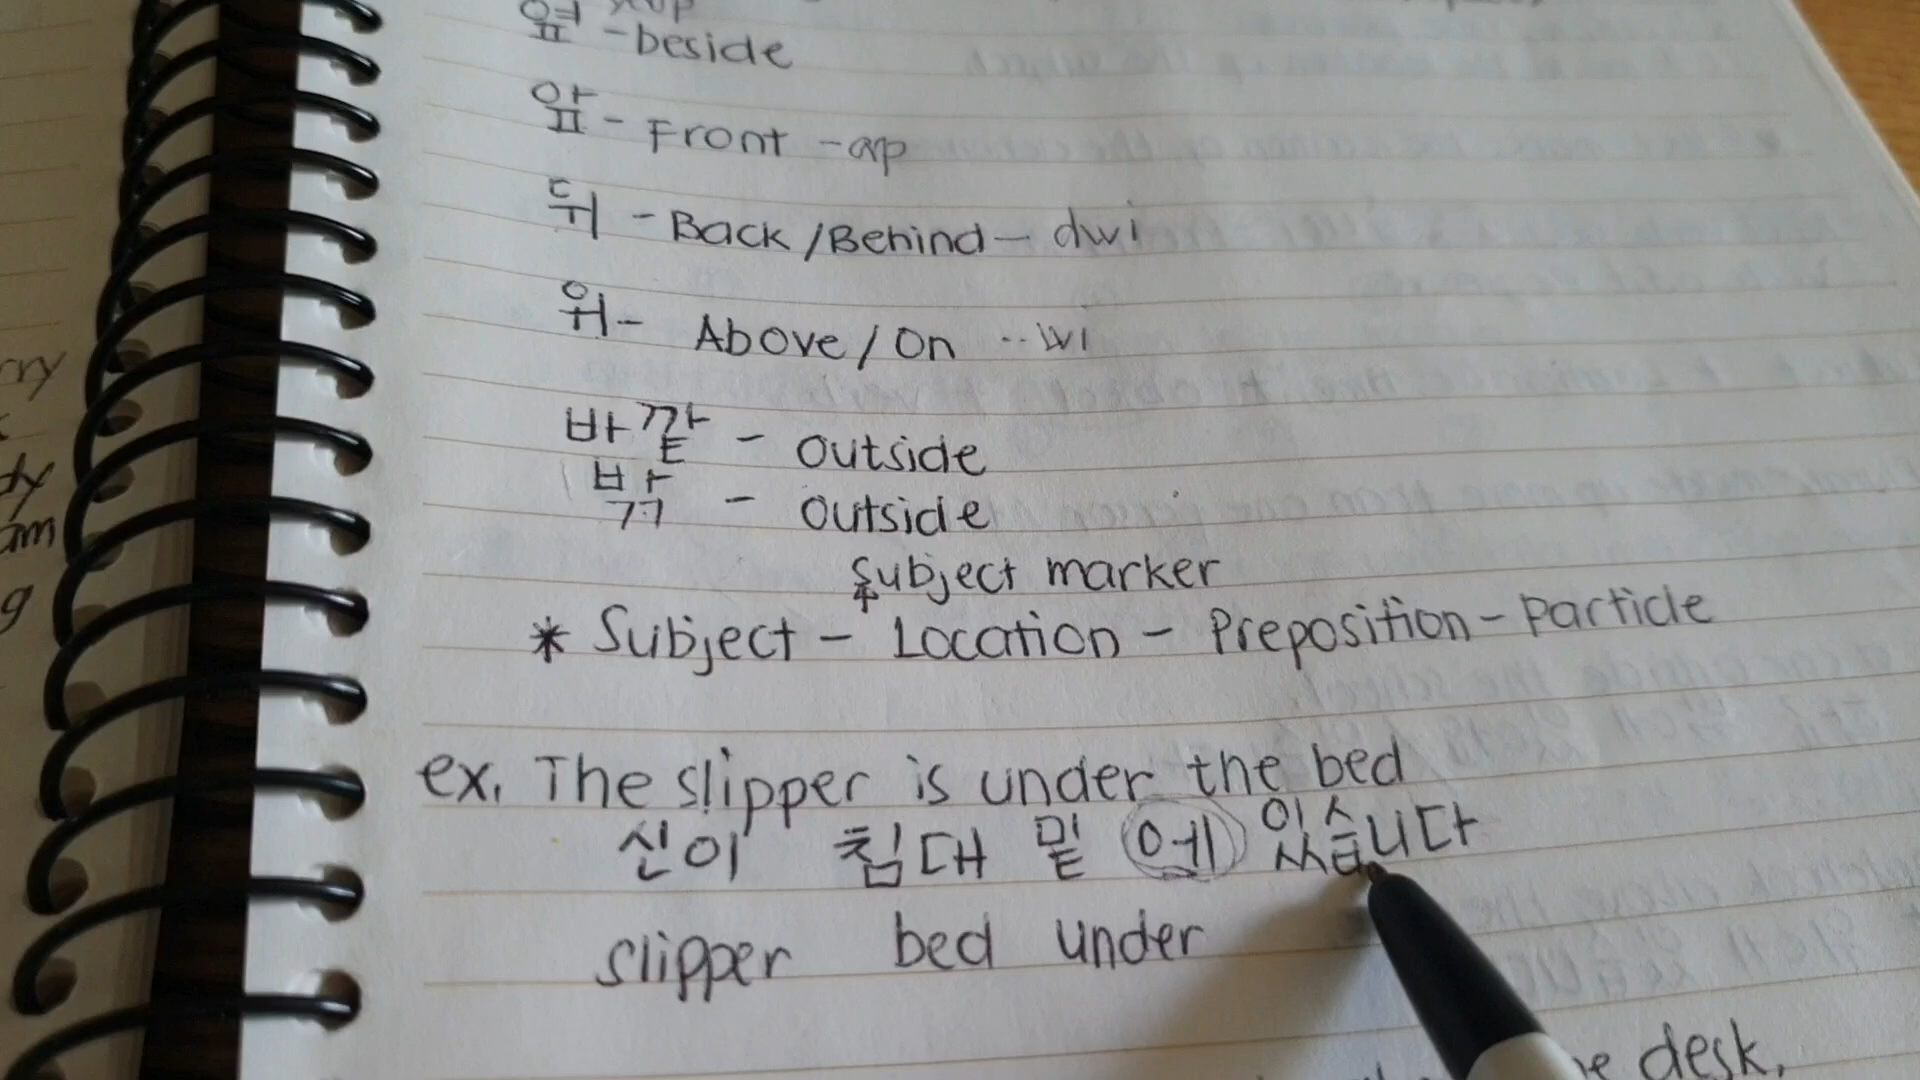 옆 - beside
앞 - Front - ap
뒤 - Back / Behind - dwi
위 - Above / On -- wi
바깥 - outside
밖 - outside
subject marker
* Subject - Location - Preposition - Particle
ex. The slipper is under the bed
신이 침대 밑 에 있습니다
slipper bed under
desk.